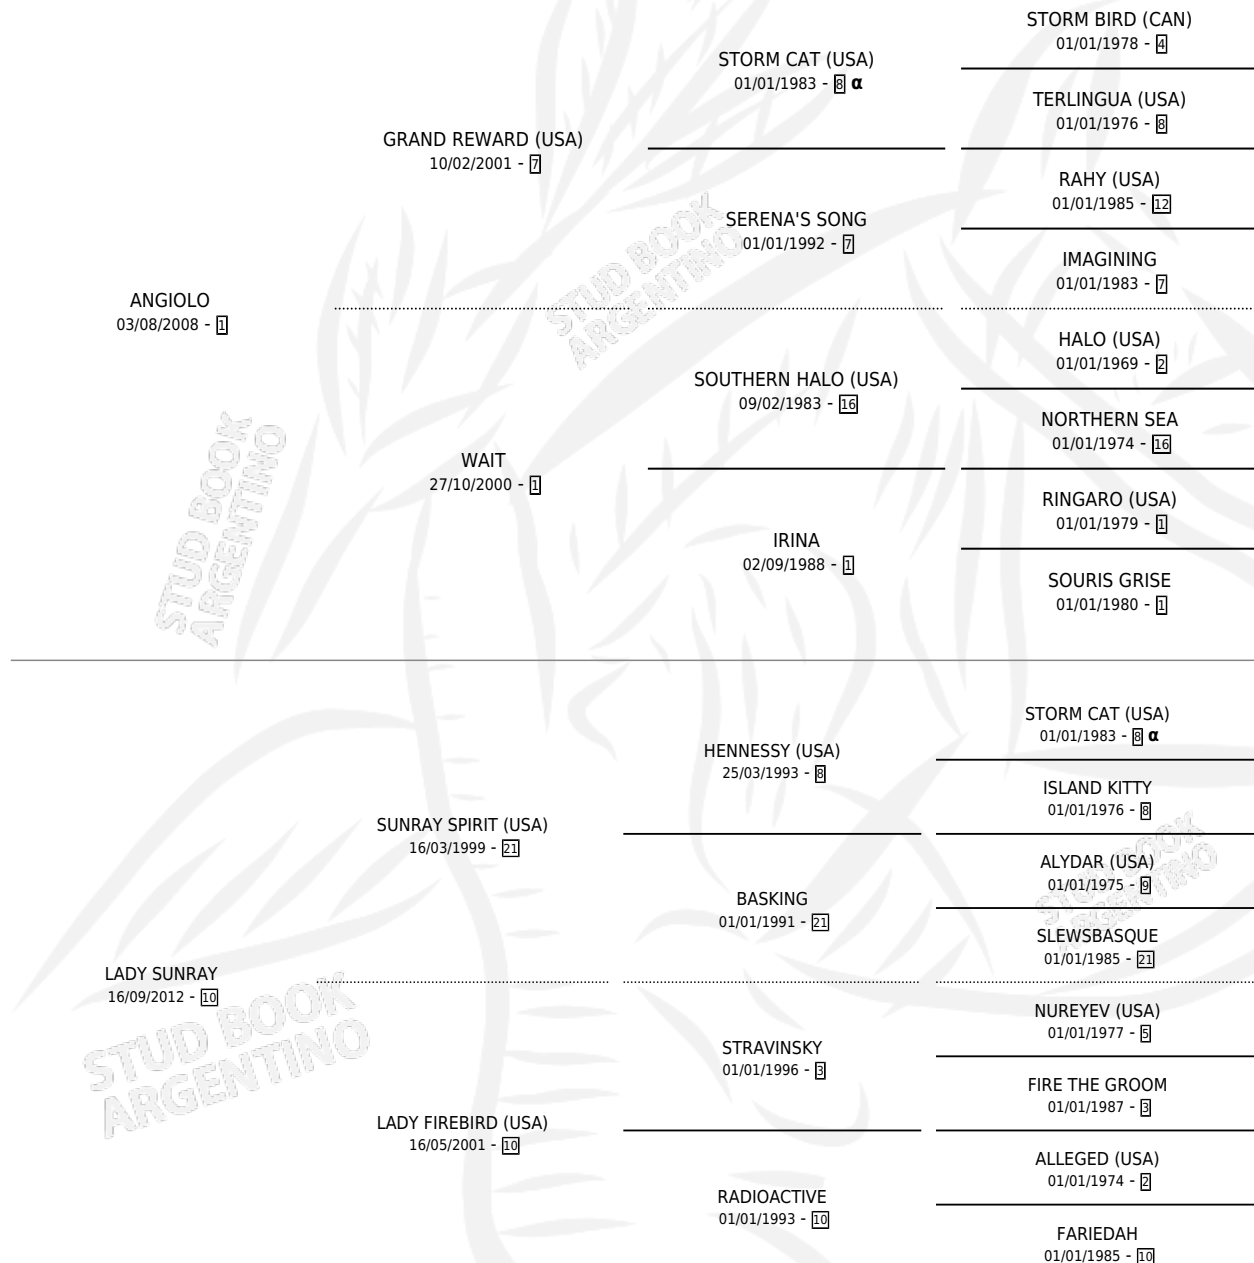 STORM BIRD (CAN)
01/01/1978 - 4
STORM CAT (USA)
01/01/1983 - 8 α
TERLINGUA (USA)
01/01/1976 - 8
GRAND REWARD (USA)
10/02/2001 - 7
RAHY (USA)
01/01/1985 - 12
SERENA'S SONG
01/01/1992 - 7
IMAGINING
01/01/1983 - 7
ANGIOLO
03/08/2008 - 1
HALO (USA)
01/01/1969 - 2
SOUTHERN HALO (USA)
09/02/1983 - 16
NORTHERN SEA
01/01/1974 - 16
WAIT
27/10/2000 - 1
RINGARO (USA)
01/01/1979 - 1
IRINA
02/09/1988 - 1
SOURIS GRISE
01/01/1980 - 1
STORM CAT (USA)
01/01/1983 - 8 α
HENNESSY (USA)
25/03/1993 - 8
ISLAND KITTY
01/01/1976 - 8
SUNRAY SPIRIT (USA)
16/03/1999 - 21
ALYDAR (USA)
01/01/1975 - 9
BASKING
01/01/1991 - 21
SLEWSBASQUE
01/01/1985 - 21
LADY SUNRAY
16/09/2012 - 10
NUREYEV (USA)
01/01/1977 - 5
STRAVINSKY
01/01/1996 - 3
FIRE THE GROOM
01/01/1987 - 3
LADY FIREBIRD (USA)
16/05/2001 - 10
ALLEGED (USA)
01/01/1974 - 2
RADIOACTIVE
01/01/1993 - 10
FARIEDAH
01/01/1985 - 10
STUD BOOK
ARGENTINO
STUD BOOK
ARGENTINO
STUD BOOK
ARGENTINO
STUD BOOK
ARGENTINO